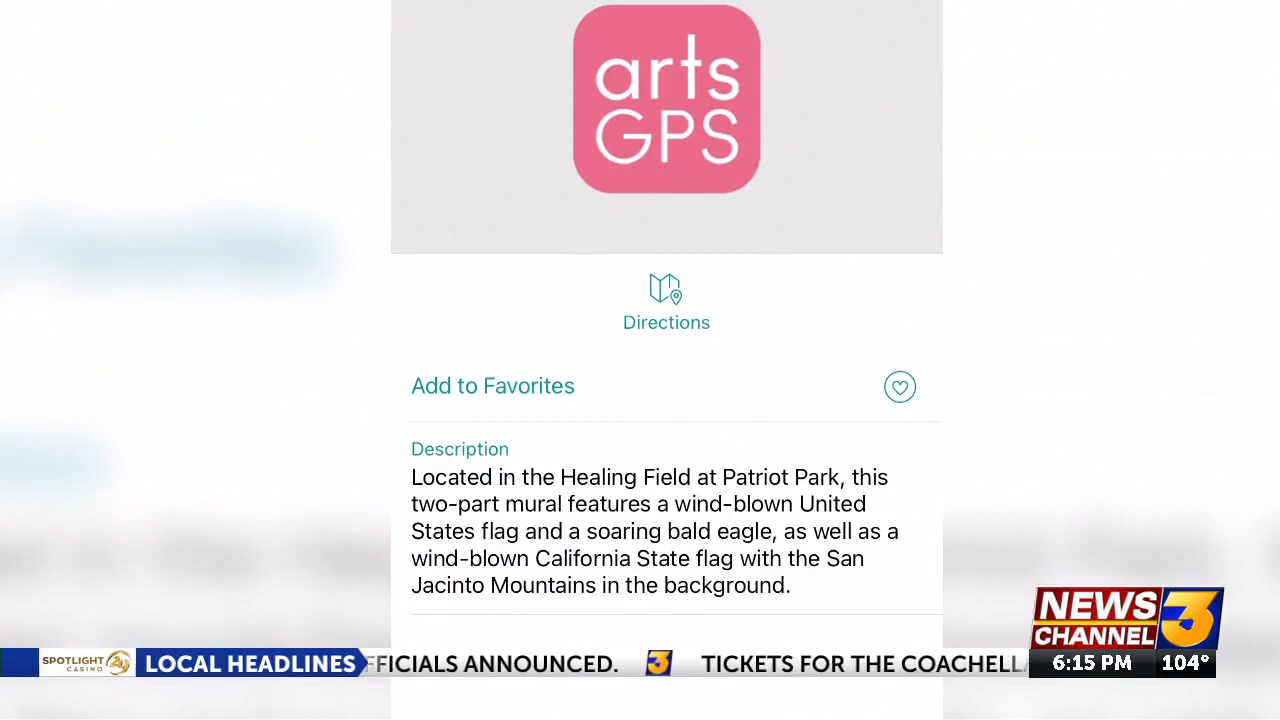 arts
GPS
Directions
Add to Favorites
Description
Located in the Healing Field at Patriot Park, this
two-part mural features a wind-blown United
States flag and a soaring bald eagle, as well as a
wind-blown California State flag with the San
Jacinto Mountains in the background.
NEWS
CHANNEL 3
SPOTLIGHT 29
CASINO
LOCAL HEADLINES
FFICIALS ANNOUNCED. 3 TICKETS FOR THE COACHELLA
6:15 PM 104°